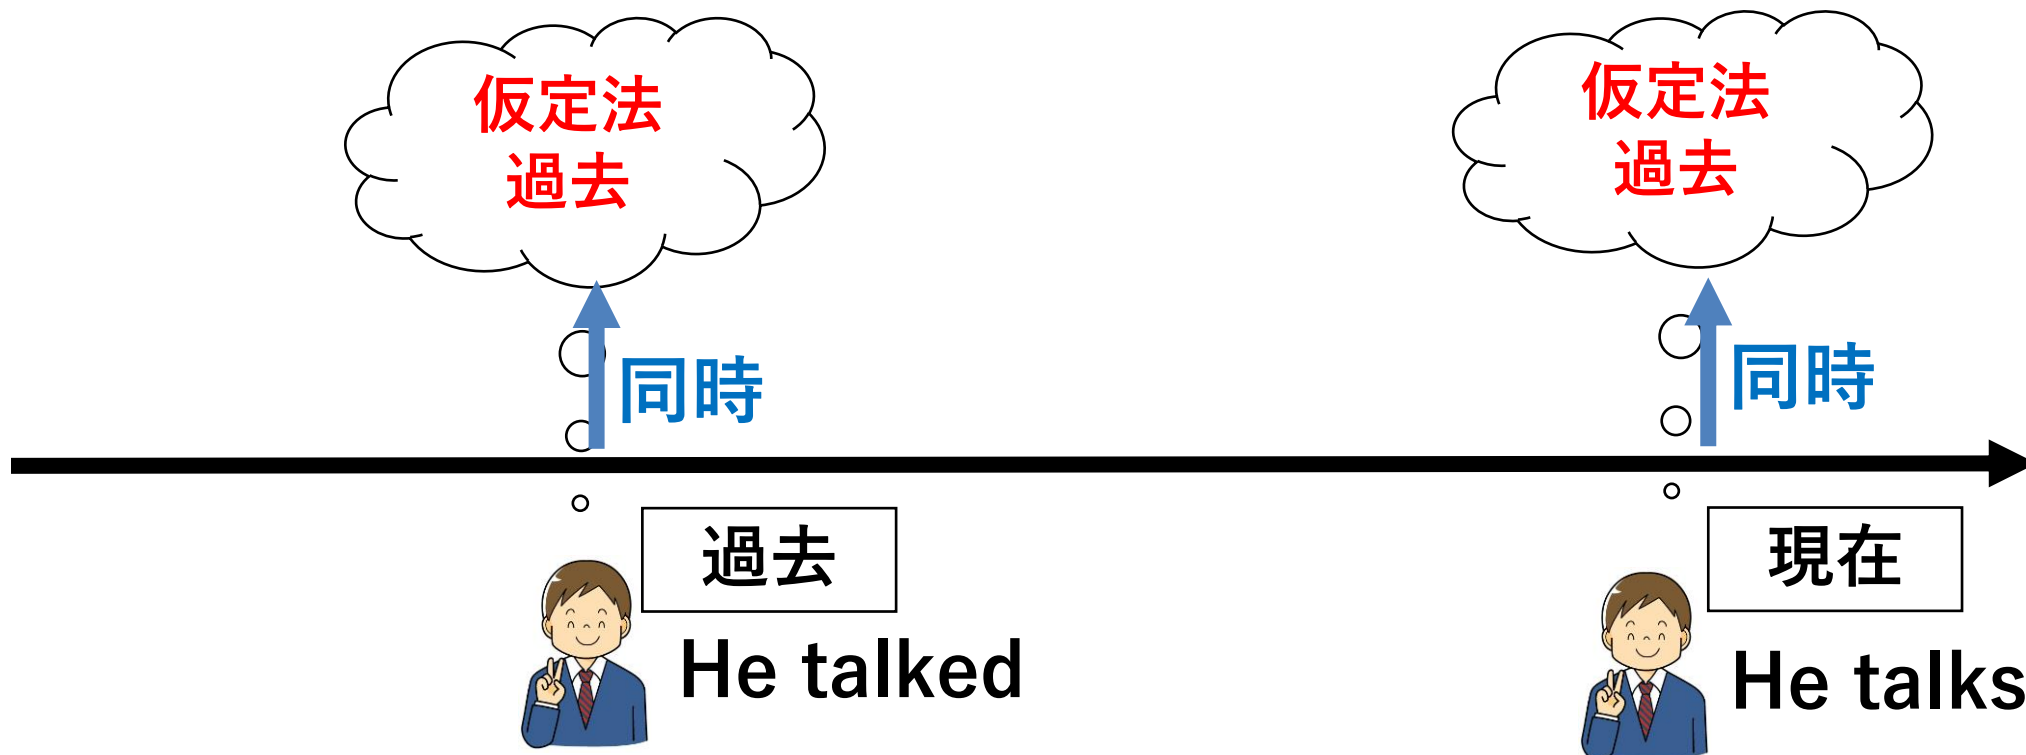 仮定法
過去
仮定法
過去
同時
同時
過去
現在
He talked
He talks